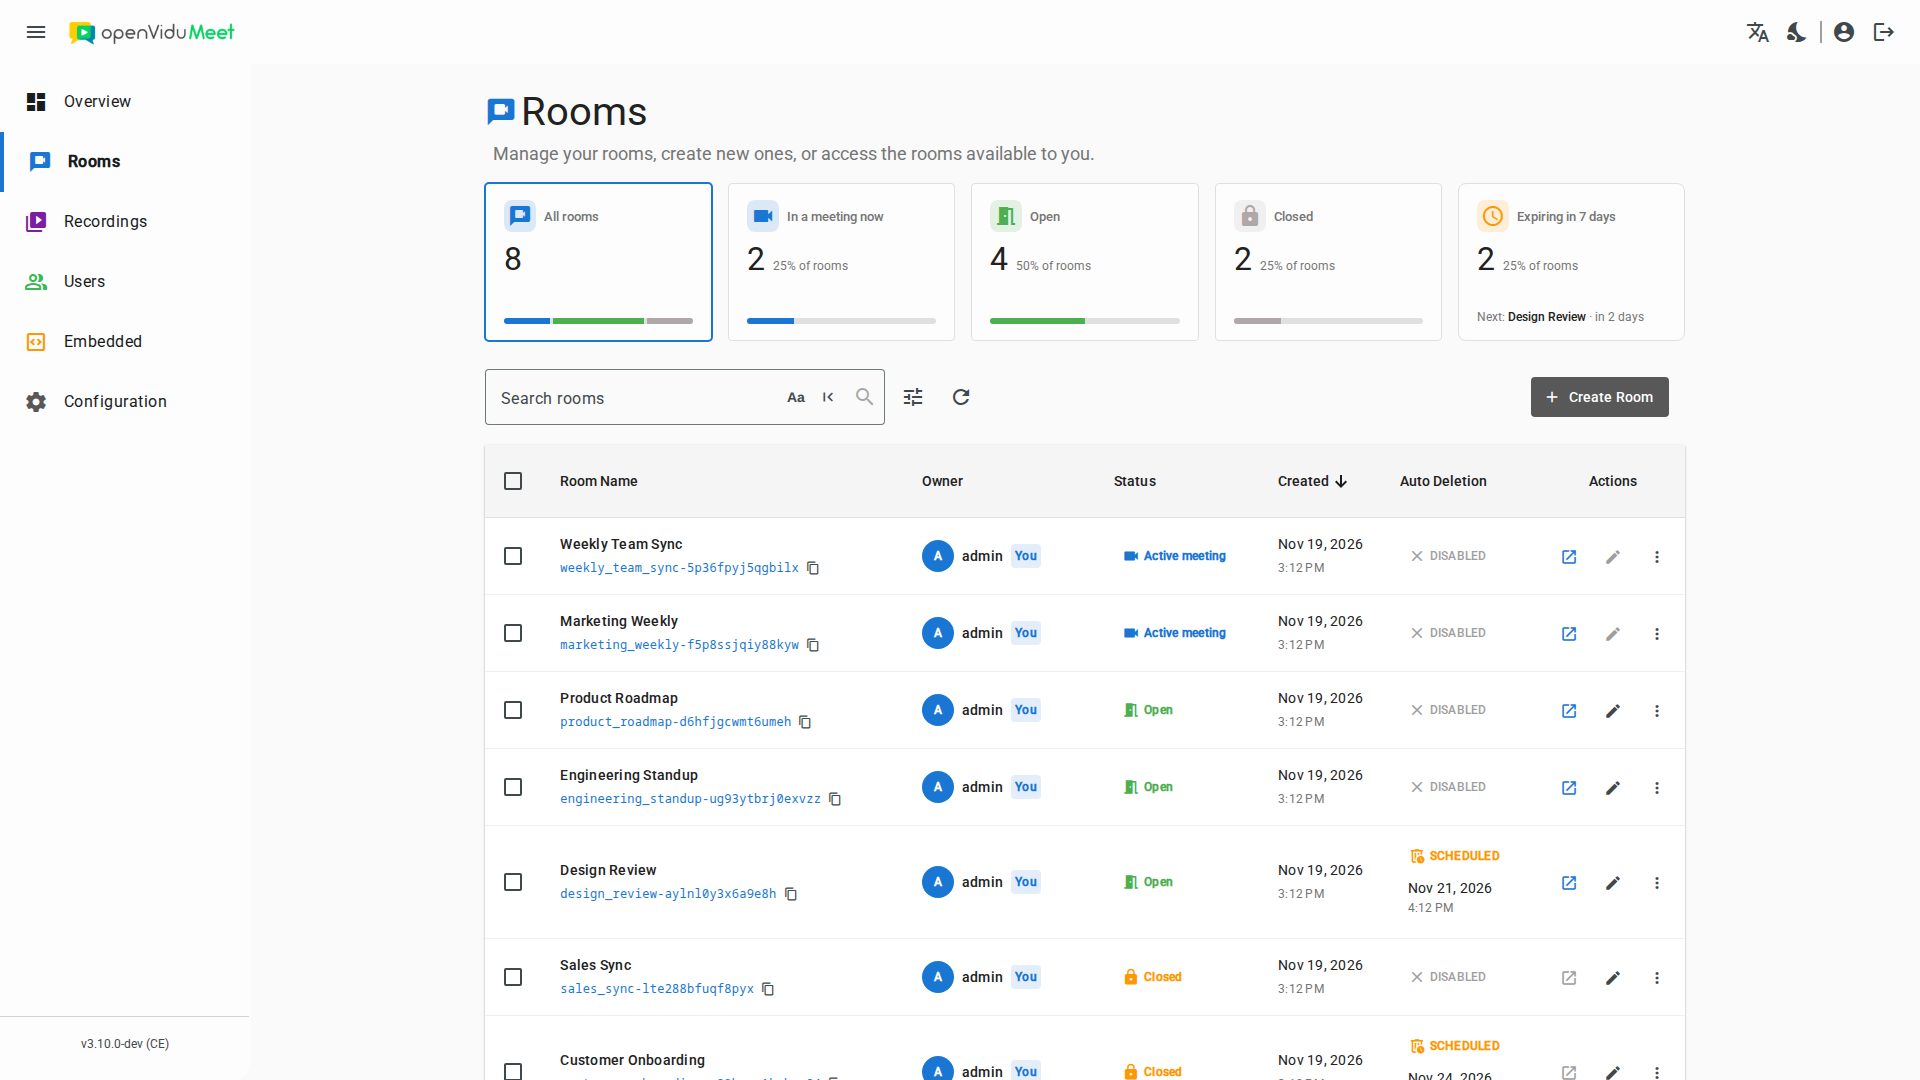 openVidu Meet
Overview
Rooms
Recordings
Users
Embedded
Configuration
v3.10.0-dev (CE)
Rooms
Manage your rooms, create new ones, or access the rooms available to you.
All rooms
8
In a meeting now
2 25% of rooms
Open
4 50% of rooms
Closed
2 25% of rooms
Expiring in 7 days
2 25% of rooms
Next: Design Review · in 2 days
Search rooms Aa
Create Room
Room Name Owner Status Created Auto Deletion Actions
Weekly Team Sync
weekly_team_sync-5p36fpyj5qgbilx
A admin You Active meeting
Nov 19, 2026
3:12 PM
DISABLED
Marketing Weekly
marketing_weekly-f5p8ssjqiy88kyw
A admin You Active meeting
Nov 19, 2026
3:12 PM
DISABLED
Product Roadmap
product_roadmap-d6hfjgcwmt6umeh
A admin You Open
Nov 19, 2026
3:12 PM
DISABLED
Engineering Standup
engineering_standup-ug93ytbrj0exvzz
A admin You Open
Nov 19, 2026
3:12 PM
DISABLED
Design Review
design_review-aylnl0y3x6a9e8h
A admin You Open
Nov 19, 2026
3:12 PM
SCHEDULED
Nov 21, 2026
4:12 PM
Sales Sync
sales_sync-lte288bfuqf8pyx
A admin You Closed
Nov 19, 2026
3:12 PM
DISABLED
Customer Onboarding
A admin You Closed
Nov 19, 2026
SCHEDULED
Nov 24, 2026